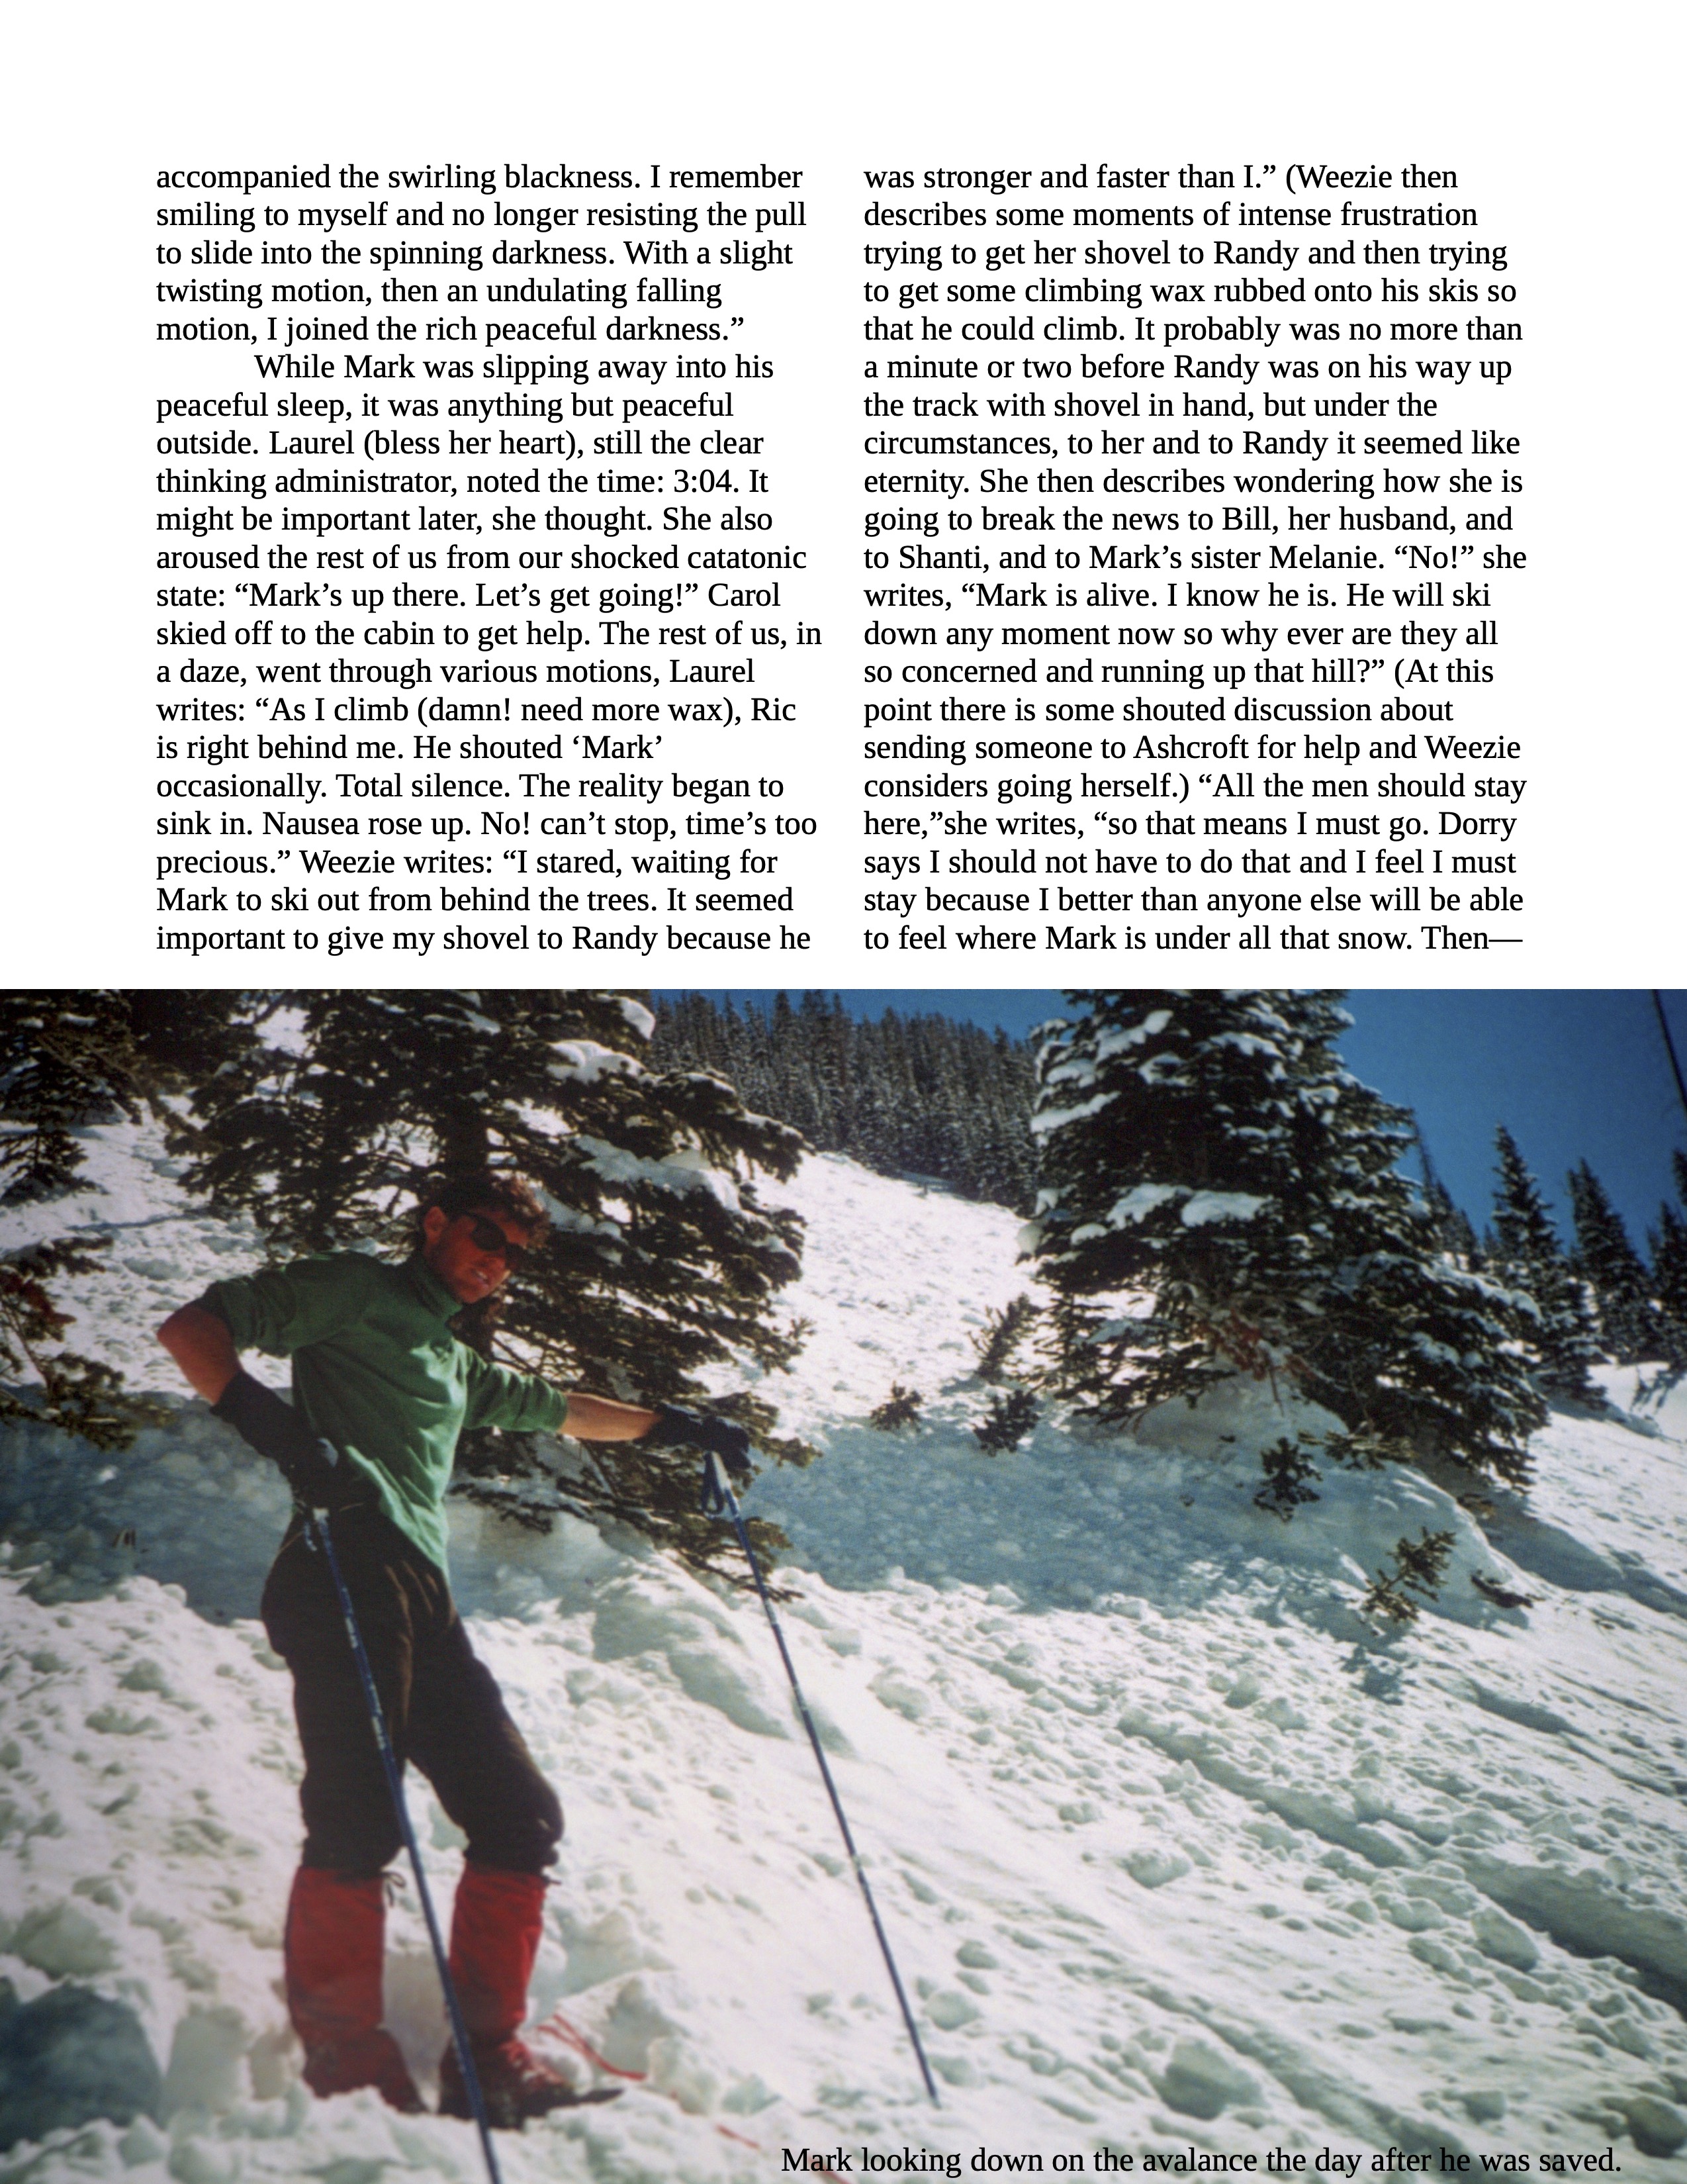 accompanied the swirling blackness. I remember
smiling to myself and no longer resisting the pull
to slide into the spinning darkness. With a slight
twisting motion, then an undulating falling
motion, I joined the rich peaceful darkness.”
While Mark was slipping away into his
peaceful sleep, it was anything but peaceful
outside. Laurel (bless her heart), still the clear
thinking administrator, noted the time: 3:04. It
might be important later, she thought. She also
aroused the rest of us from our shocked catatonic
state: “Mark’s up there. Let’s get going!” Carol
skied off to the cabin to get help. The rest of us, in
a daze, went through various motions, Laurel
writes: “As I climb (damn! need more wax), Ric
is right behind me. He shouted ‘Mark’
occasionally. Total silence. The reality began to
sink in. Nausea rose up. No! can’t stop, time’s too
precious.” Weezie writes: “I stared, waiting for
Mark to ski out from behind the trees. It seemed
important to give my shovel to Randy because he
was stronger and faster than I.” (Weezie then
describes some moments of intense frustration
trying to get her shovel to Randy and then trying
to get some climbing wax rubbed onto his skis so
that he could climb. It probably was no more than
a minute or two before Randy was on his way up
the track with shovel in hand, but under the
circumstances, to her and to Randy it seemed like
eternity. She then describes wondering how she is
going to break the news to Bill, her husband, and
to Shanti, and to Mark’s sister Melanie. “No!” she
writes, “Mark is alive. I know he is. He will ski
down any moment now so why ever are they all
so concerned and running up that hill?” (At this
point there is some shouted discussion about
sending someone to Ashcroft for help and Weezie
considers going herself.) “All the men should stay
here,”she writes, “so that means I must go. Dorry
says I should not have to do that and I feel I must
stay because I better than anyone else will be able
to feel where Mark is under all that snow. Then—
Mark looking down on the avalance the day after he was saved.